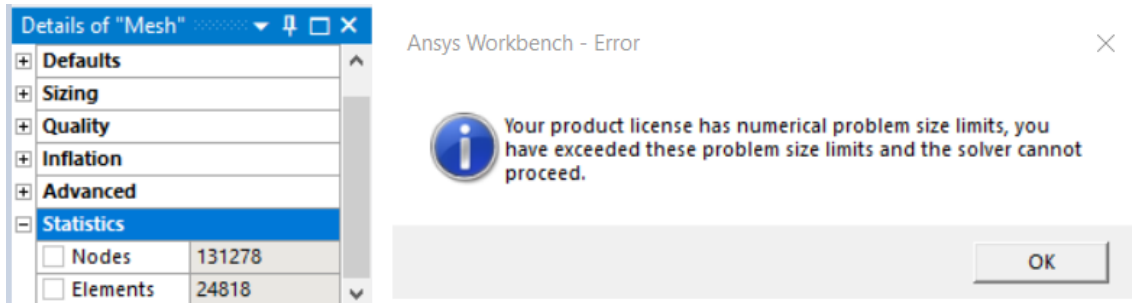 Details of "Mesh"
Defaults
Sizing
Quality
Inflation
Advanced
Statistics
Nodes 131278
Elements 24818
Ansys Workbench - Error
Your product license has numerical problem size limits, you
have exceeded these problem size limits and the solver cannot
proceed.
OK